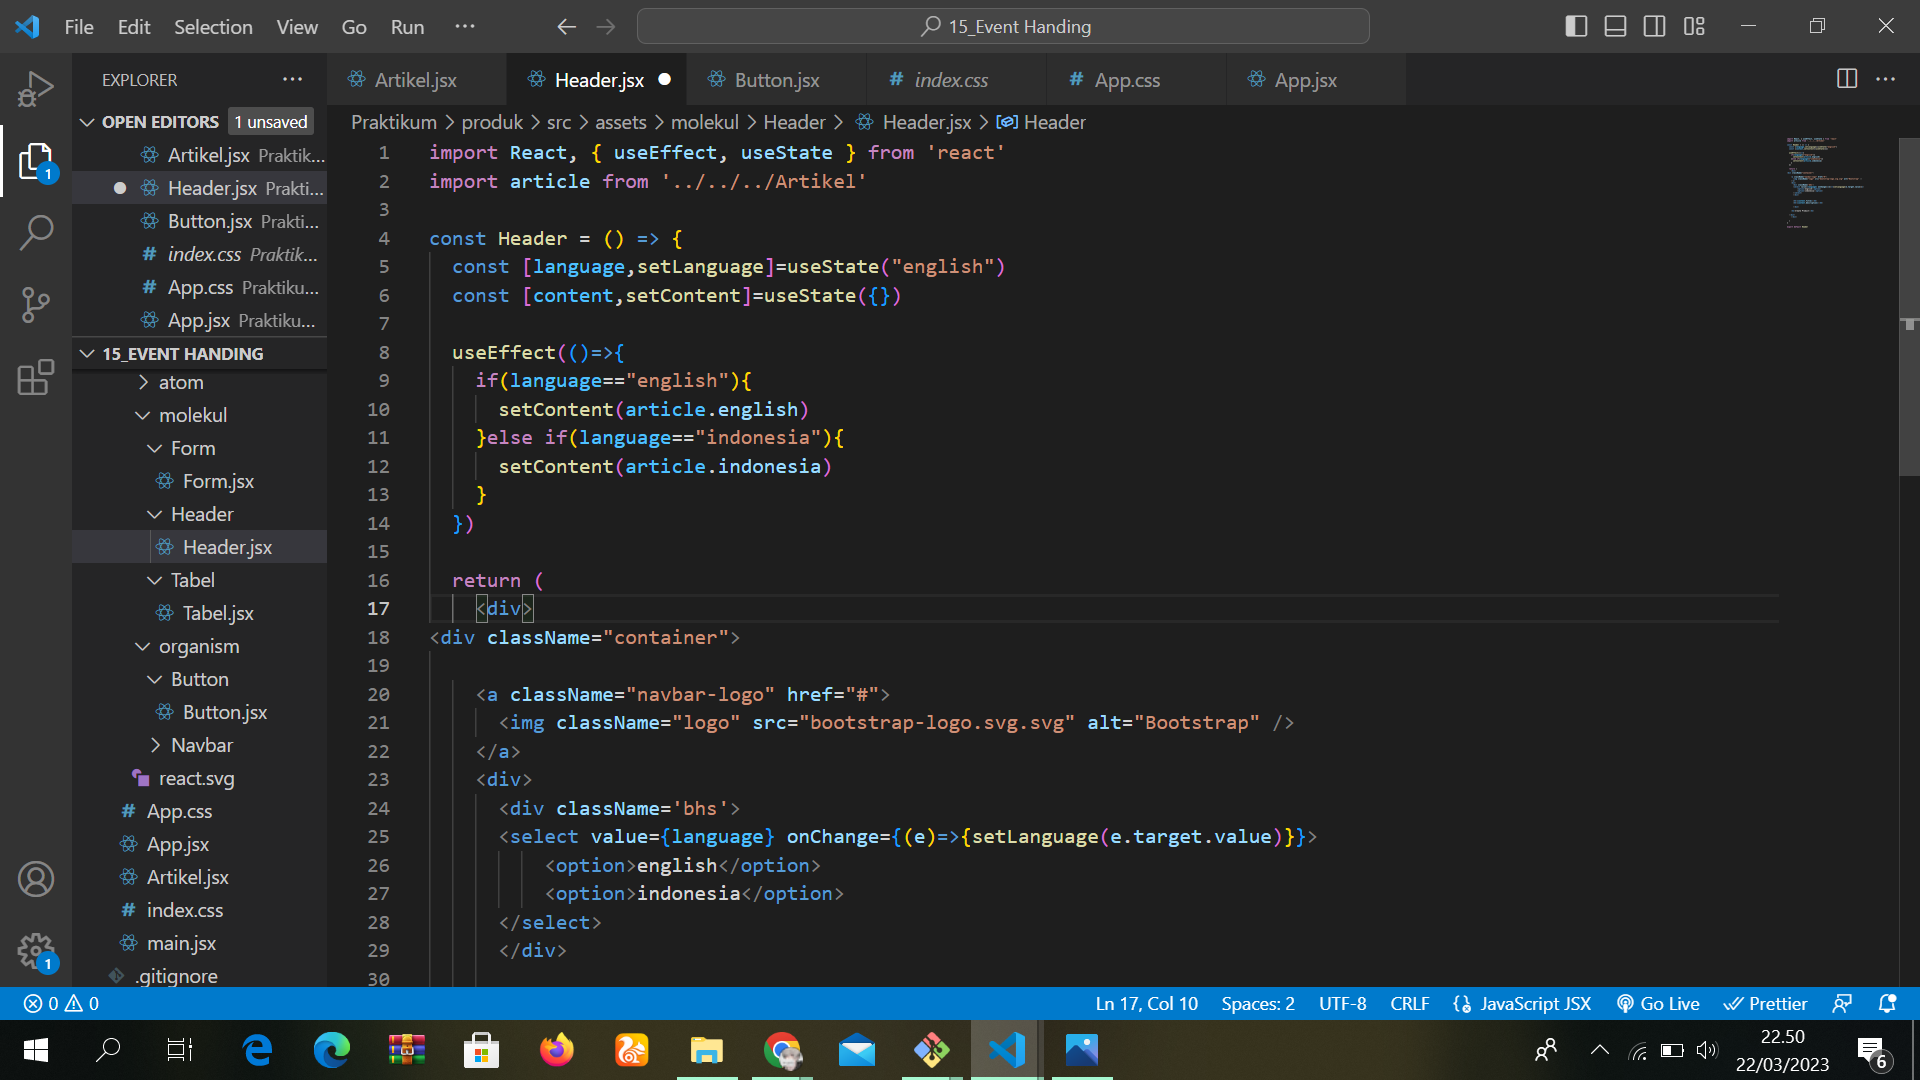 File Edit Selection View Go Run ··· 15_Event Handing
EXPLORER ···
OPEN EDITORS 1 unsaved
Artikel.jsx Praktik...
Header.jsx Prakti...
Button.jsx Prakti...
index.css Praktik...
App.css Praktiku...
App.jsx Praktiku...
15_EVENT HANDING
atom
molekul
Form
Form.jsx
Header
Header.jsx
Tabel
Tabel.jsx
organism
Button
Button.jsx
Navbar
react.svg
App.css
App.jsx
Artikel.jsx
index.css
main.jsx
.gitignore
1
1
Artikel.jsx Header.jsx Button.jsx # index.css # App.css App.jsx ···
Praktikum > produk > src > assets > molekul > Header > Header.jsx > Header
1 import React, { useEffect, useState } from 'react'
2 import article from '../../../Artikel'
3
4 const Header = () => {
5 const [language,setLanguage]=useState("english")
6 const [content,setContent]=useState({})
7
8 useEffect(()=>{
9 if(language=="english"){
10 setContent(article.english)
11 }else if(language=="indonesia"){
12 setContent(article.indonesia)
13 }
14 })
15
16 return (
17 <div>
18 <div className="container">
19
20 <a className="navbar-logo" href="#">
21 <img className="logo" src="bootstrap-logo.svg.svg" alt="Bootstrap" />
22 </a>
23 <div>
24 <div className='bhs'>
25 <select value={language} onChange={(e)=>{setLanguage(e.target.value)}}>
26 <option>english</option>
27 <option>indonesia</option>
28 </select>
29 </div>
30
0 0 Ln 17, Col 10 Spaces: 2 UTF-8 CRLF {} JavaScript JSX Go Live Prettier
22.50
22/03/2023
6